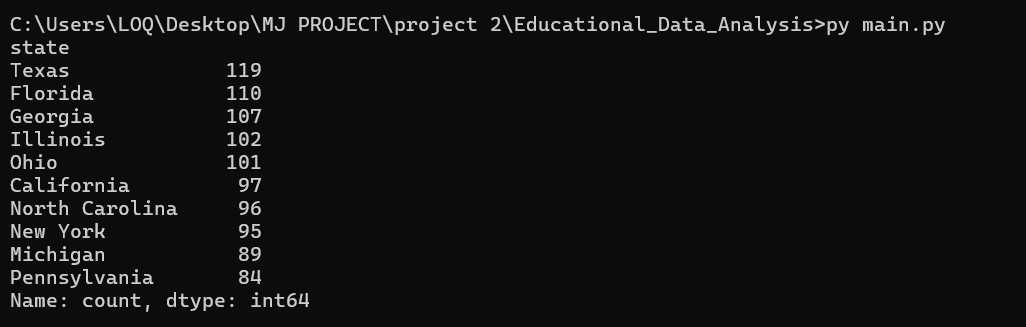 C:\Users\LOQ\Desktop\MJ PROJECT\project 2\Educational_Data_Analysis>py main.py
state
Texas             119
Florida           110
Georgia           107
Illinois          102
Ohio              101
California         97
North Carolina     96
New York           95
Michigan           89
Pennsylvania       84
Name: count, dtype: int64